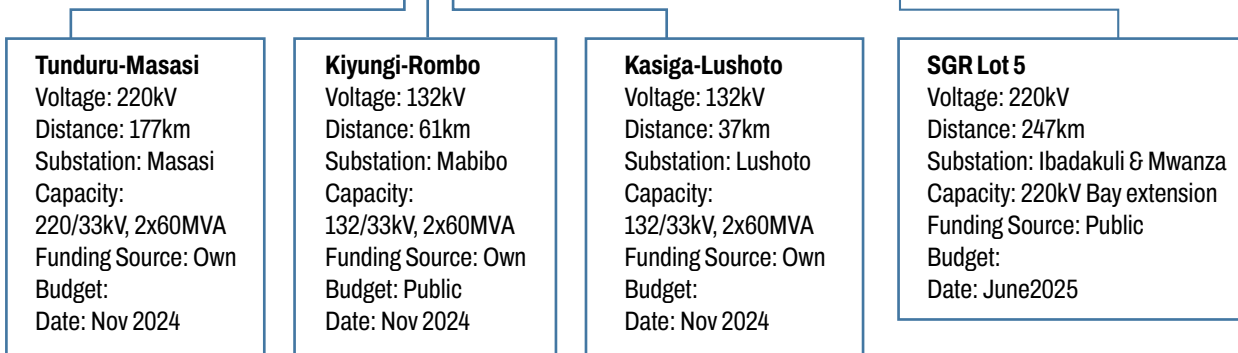 Tunduru-Masasi
Voltage: 220kV
Distance: 177km
Substation: Masasi
Capacity:
220/33kV, 2x60MVA
Funding Source: Own
Budget:
Date: Nov 2024
Kiyungi-Rombo
Voltage: 132kV
Distance: 61km
Substation: Mabibo
Capacity:
132/33kV, 2x60MVA
Funding Source: Own
Budget: Public
Date: Nov 2024
Kasiga-Lushoto
Voltage: 132kV
Distance: 37km
Substation: Lushoto
Capacity:
132/33kV, 2x60MVA
Funding Source: Own
Budget:
Date: Nov 2024
SGR Lot 5
Voltage: 220kV
Distance: 247km
Substation: Ibadakuli & Mwanza
Capacity: 220kV Bay extension
Funding Source: Public
Budget:
Date: June2025